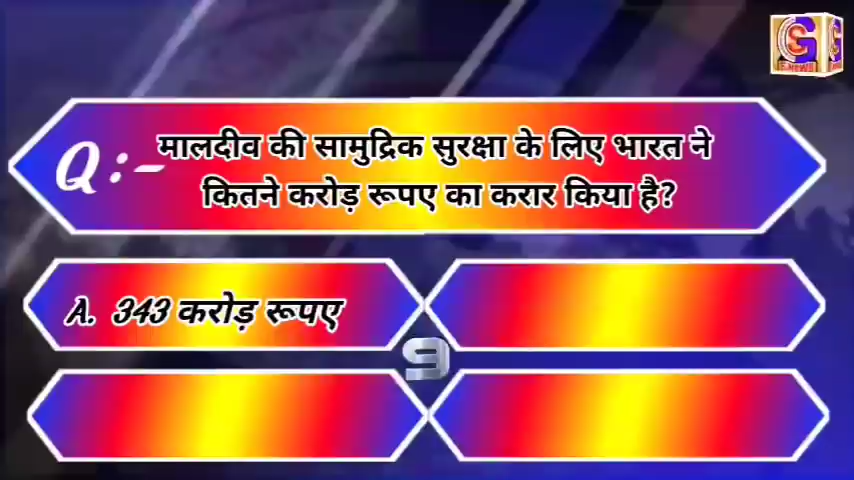 Q:- मालदीव की सामुद्रिक सुरक्षा के लिए भारत ने
कितने करोड़ रूपए का करार किया है?
A. 343 करोड़ रूपए
9